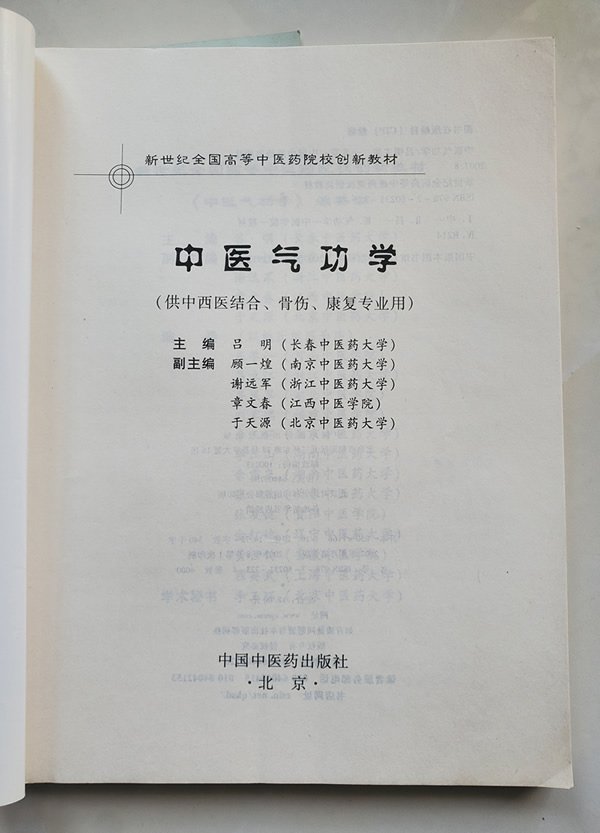 新世纪全国高等中医药院校创新教材
中医气功学
(供中西医结合、骨伤、康复专业用)
主 编 吕 明(长春中医药大学)
副主编 顾一煌(南京中医药大学)
谢远军(浙江中医药大学)
章文春(江西中医学院)
于天源(北京中医药大学)
中国中医药出版社
·北 京·